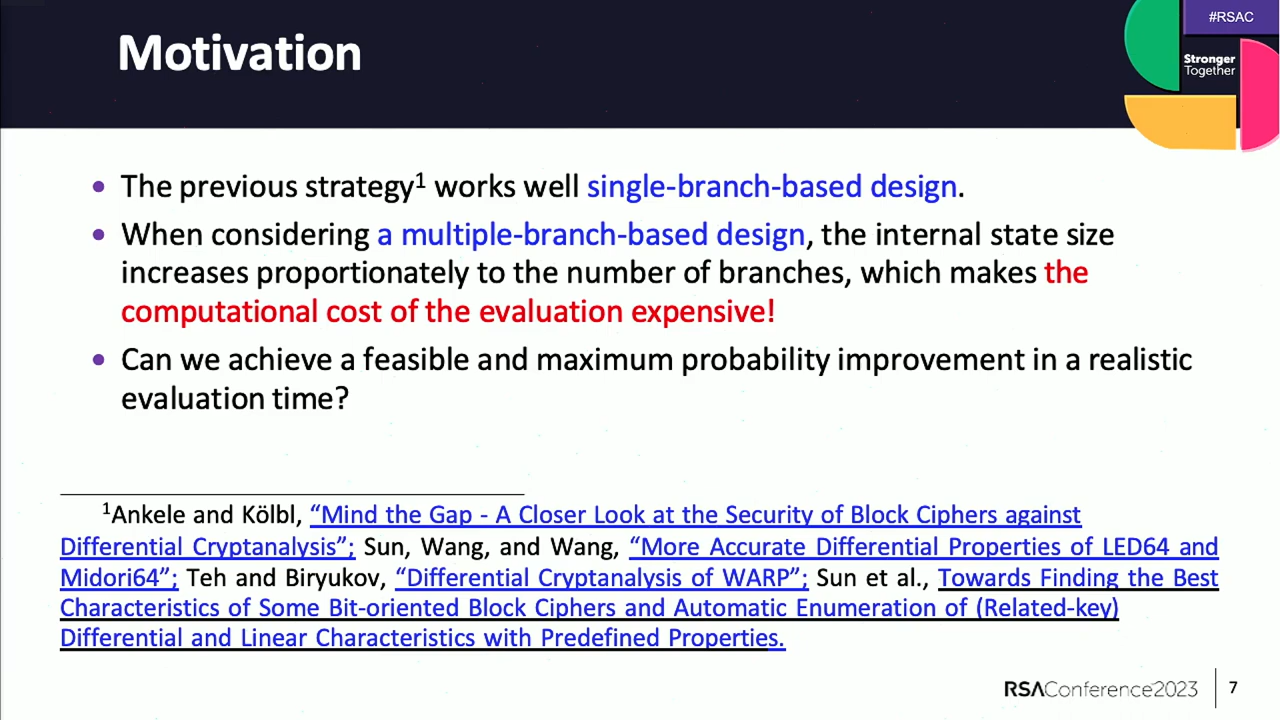 #RSAC
Stronger
Together
Motivation
• The previous strategy¹ works well single-branch-based design.
• When considering a multiple-branch-based design, the internal state size
increases proportionately to the number of branches, which makes the
computational cost of the evaluation expensive!
• Can we achieve a feasible and maximum probability improvement in a realistic
evaluation time?
¹Ankele and Kölbl, “Mind the Gap - A Closer Look at the Security of Block Ciphers against
Differential Cryptanalysis”; Sun, Wang, and Wang, “More Accurate Differential Properties of LED64 and
Midori64”; Teh and Biryukov, “Differential Cryptanalysis of WARP”; Sun et al., Towards Finding the Best
Characteristics of Some Bit-oriented Block Ciphers and Automatic Enumeration of (Related-key)
Differential and Linear Characteristics with Predefined Properties.
RSAConference2023
7